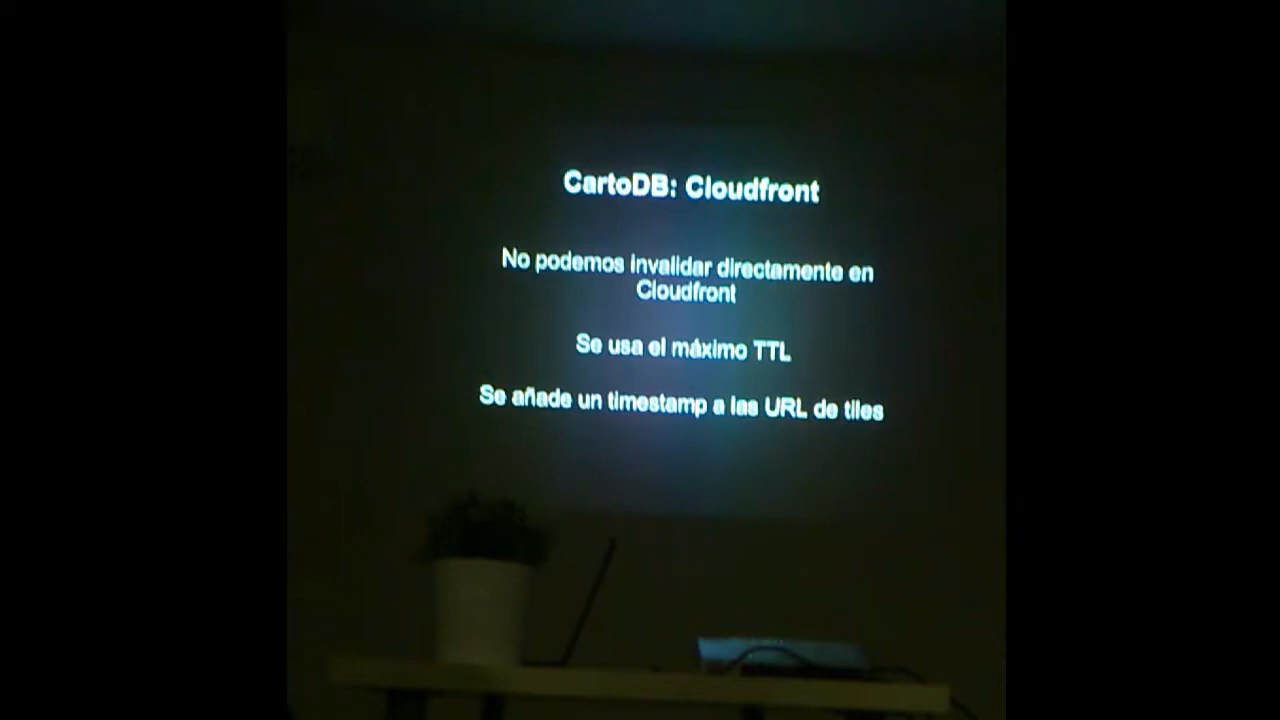 CartoDB: Cloudfront
No podemos invalidar directamente en
Cloudfront
Se usa el máximo TTL
Se añade un timestamp a las URL de tiles